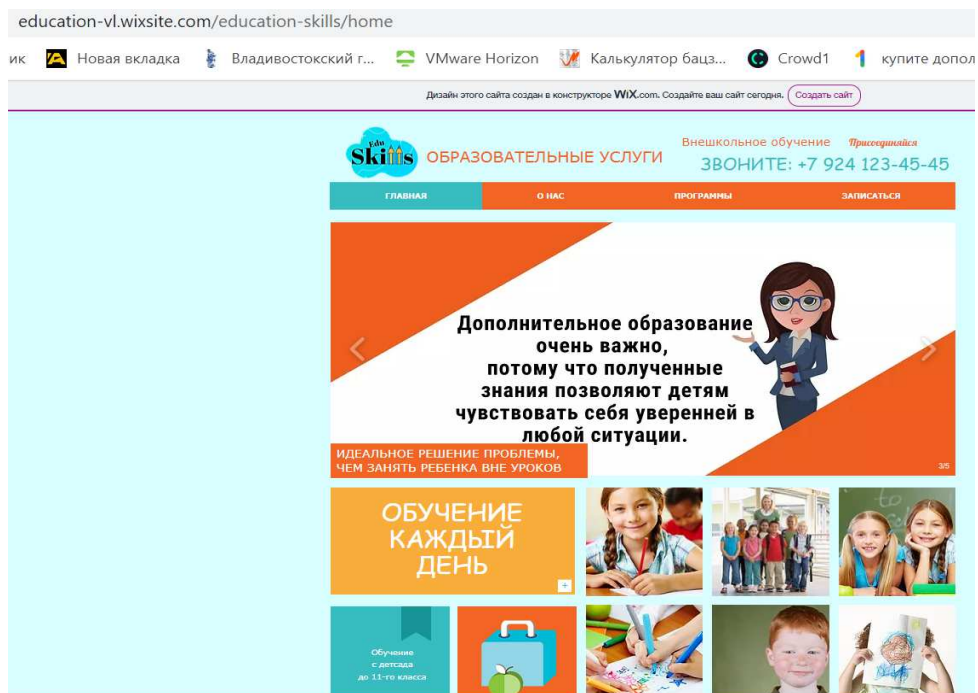 education-vl.wixsite.com/education-skills/home
ик Новая вкладка Владивостокский г... VMware Horizon Калькулятор бацз... Crowd1 купите допол
Дизайн этого сайта создан в конструкторе WiX.com. Создайте ваш сайт сегодня. Создать сайт
Edu
Skills
ОБРАЗОВАТЕЛЬНЫЕ УСЛУГИ
Внешкольное обучение Присоединяйся
ЗВОНИТЕ: +7 924 123-45-45
ГЛАВНАЯ О НАС ПРОГРАММЫ ЗАПИСАТЬСЯ
Дополнительное образование
очень важно,
потому что полученные
знания позволяют детям
чувствовать себя уверенней в
любой ситуации.
ИДЕАЛЬНОЕ РЕШЕНИЕ ПРОБЛЕМЫ,
ЧЕМ ЗАНЯТЬ РЕБЕНКА ВНЕ УРОКОВ
3/5
ОБУЧЕНИЕ
КАЖДЫЙ
ДЕНЬ
+
Обучение
с детсада
до 11-го класса